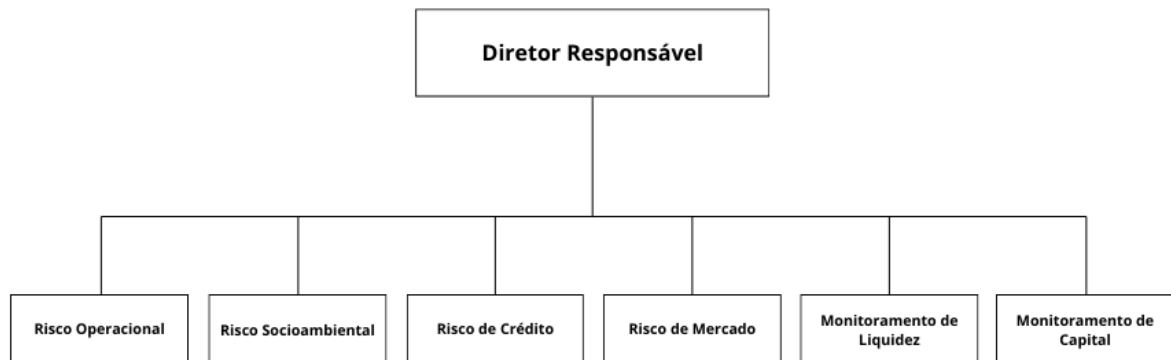 Diretor Responsável
Risco Operacional
Risco Socioambiental
Risco de Crédito
Risco de Mercado
Monitoramento de
Liquidez
Monitoramento de
Capital